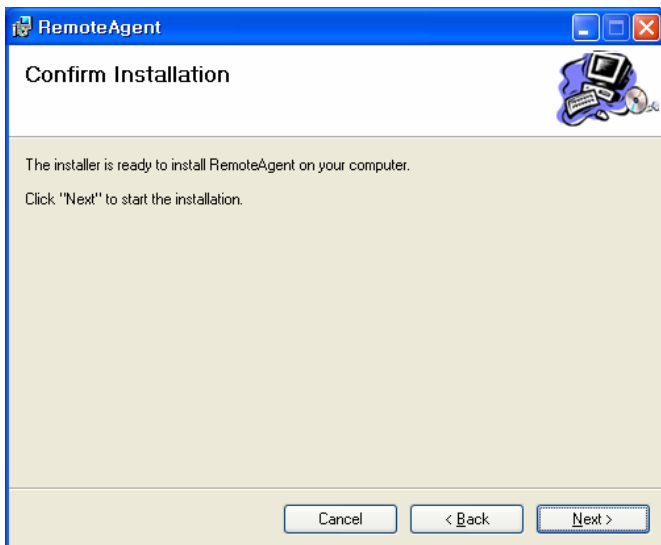 RemoteAgent
Confirm Installation
The installer is ready to install RemoteAgent on your computer.
Click "Next" to start the installation.
Cancel
< Back
Next >